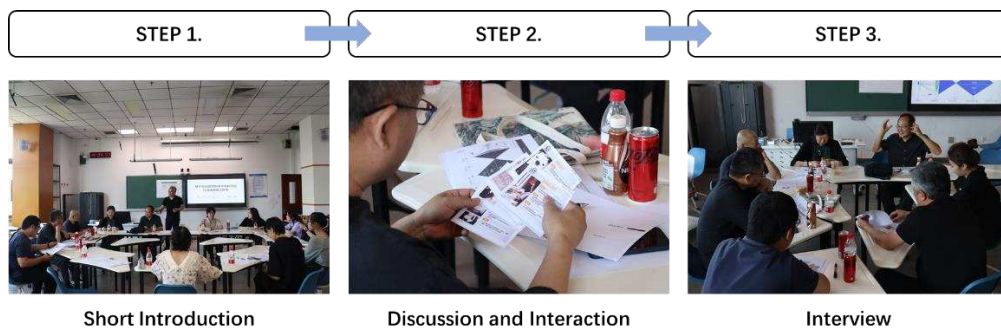 STEP 1.
STEP 2.
STEP 3.
Short Introduction
Discussion and Interaction
Interview